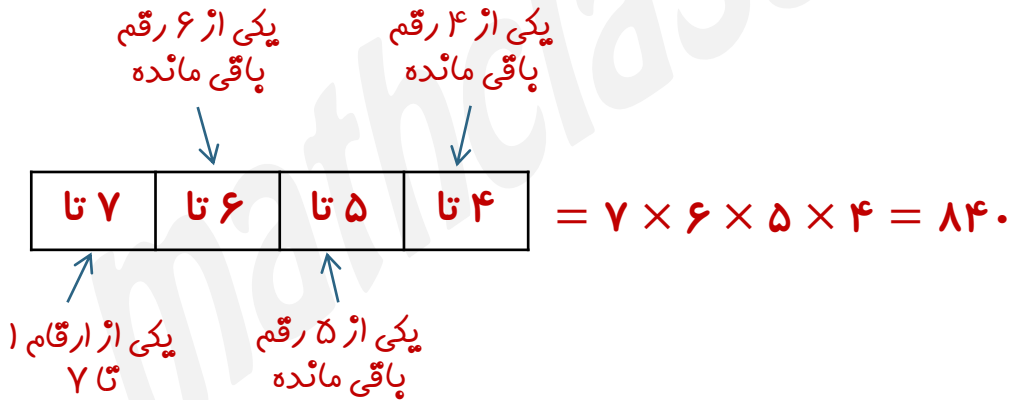 یکی از ۶ رقم
باقی مانده
یکی از ۴ رقم
باقی مانده
۷ تا
۶ تا
۵ تا
۴ تا
= ۷ × ۶ × ۵ × ۴ = ۸۴۰
یکی از ارقام ۱
تا ۷
یکی از ۵ رقم
باقی مانده